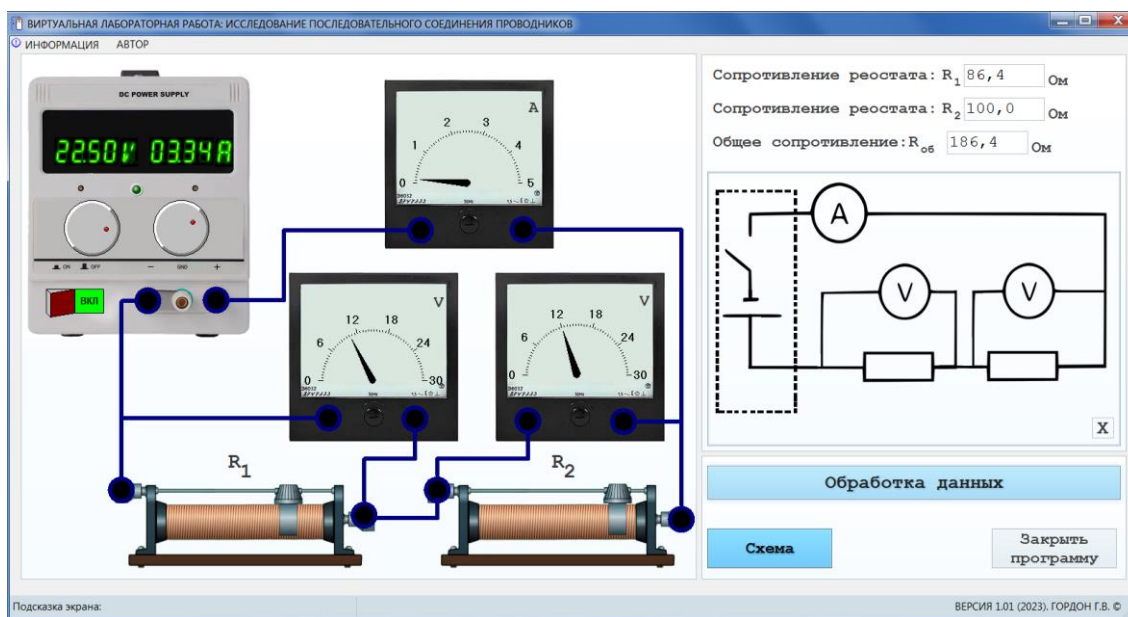 ВИРТУАЛЬНАЯ ЛАБОРАТОРНАЯ РАБОТА: ИССЛЕДОВАНИЕ ПОСЛЕДОВАТЕЛЬНОГО СОЕДИНЕНИЯ ПРОВОДНИКОВ
ИНФОРМАЦИЯ АВТОР
DC POWER SUPPLY
22.50V 03.34A
ON OFF − GND +
ВКЛ
A
0 1 2 3 4 5
V
0 6 12 18 24 30
V
0 6 12 18 24 30
R1
R2
Сопротивление реостата: R1 86,4 Ом
Сопротивление реостата: R2 100,0 Ом
Общее сопротивление: Rоб 186,4 Ом
A
V V
X
Обработка данных
Схема
Закрыть
программу
Подсказка экрана:
ВЕРСИЯ 1.01 (2023). ГОРДОН Г.В. ©